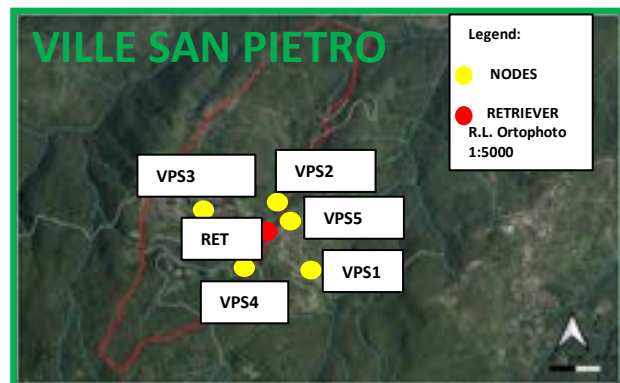 VILLE SAN PIETRO
Legend:
NODES
RETRIEVER
R.L. Ortophoto
1:5000
VPS3
VPS2
VPS5
RET
VPS1
VPS4